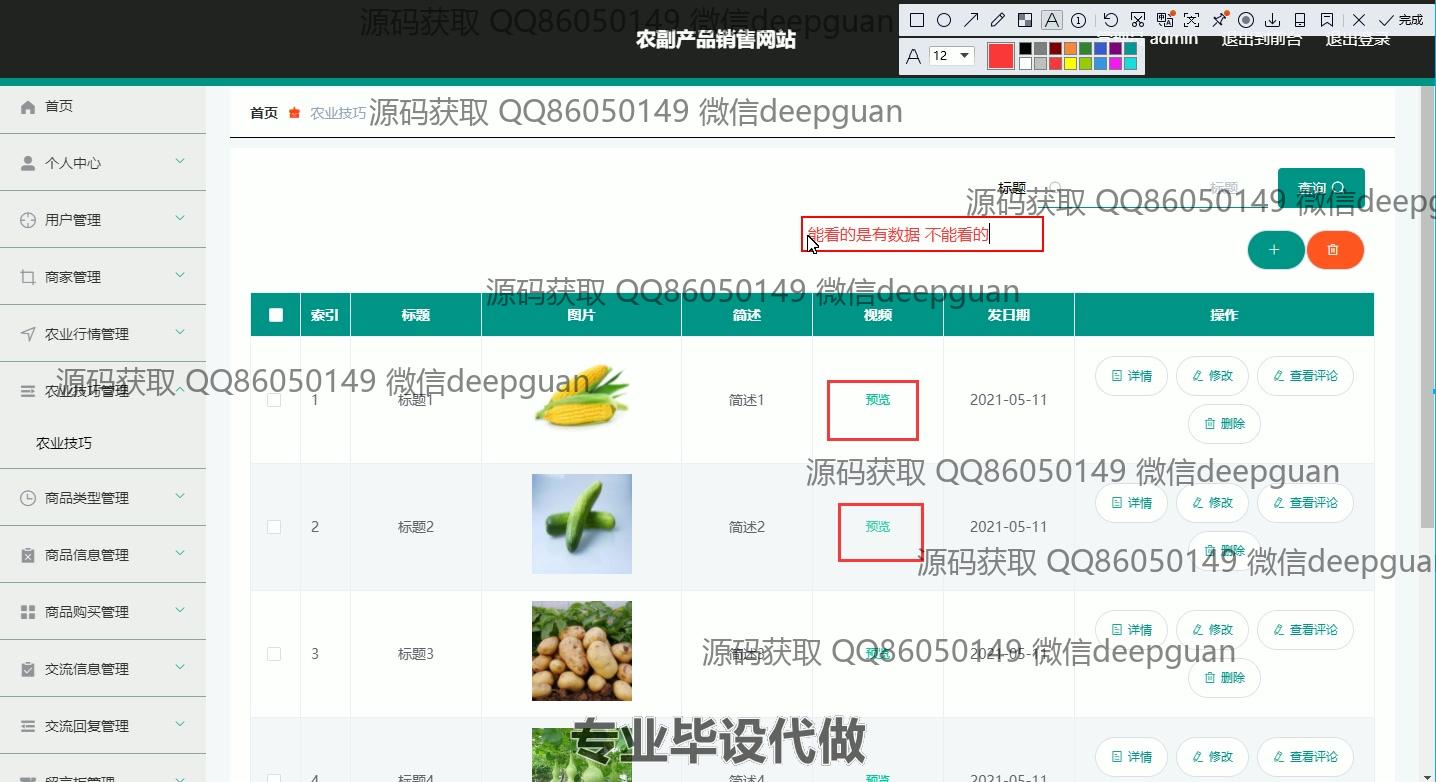 源码获取 QQ86050149 微信deepguan
农副产品销售网站
完成
A 12
admin 退出到前台 退出登录
首页
个人中心
用户管理
商家管理
农业行情管理
农业技巧管理
农业技巧
商品类型管理
商品信息管理
商品购买管理
交流信息管理
交流回复管理
留言板管理
首页 农业技巧
源码获取 QQ86050149 微信deepguan
标题 标题 查询
源码获取 QQ86050149 微信deepg
能看的是有数据 不能看的
源码获取 QQ86050149 微信deepguan
索引 标题 图片 简述 视频 发日期 操作
源码获取 QQ86050149 微信deepguan
1 标题1 简述1 预览 2021-05-11 详情 修改 查看评论
删除
源码获取 QQ86050149 微信deepguan
2 标题2 简述2 预览 2021-05-11 详情 修改 查看评论
删除
源码获取 QQ86050149 微信deepgua
3 标题3 简述3 预览 2021-05-11 详情 修改 查看评论
删除
源码获取 QQ86050149 微信deepguan
4 标题4 简述4 预览 2021-05-11 详情 修改 查看评论
专业毕设代做